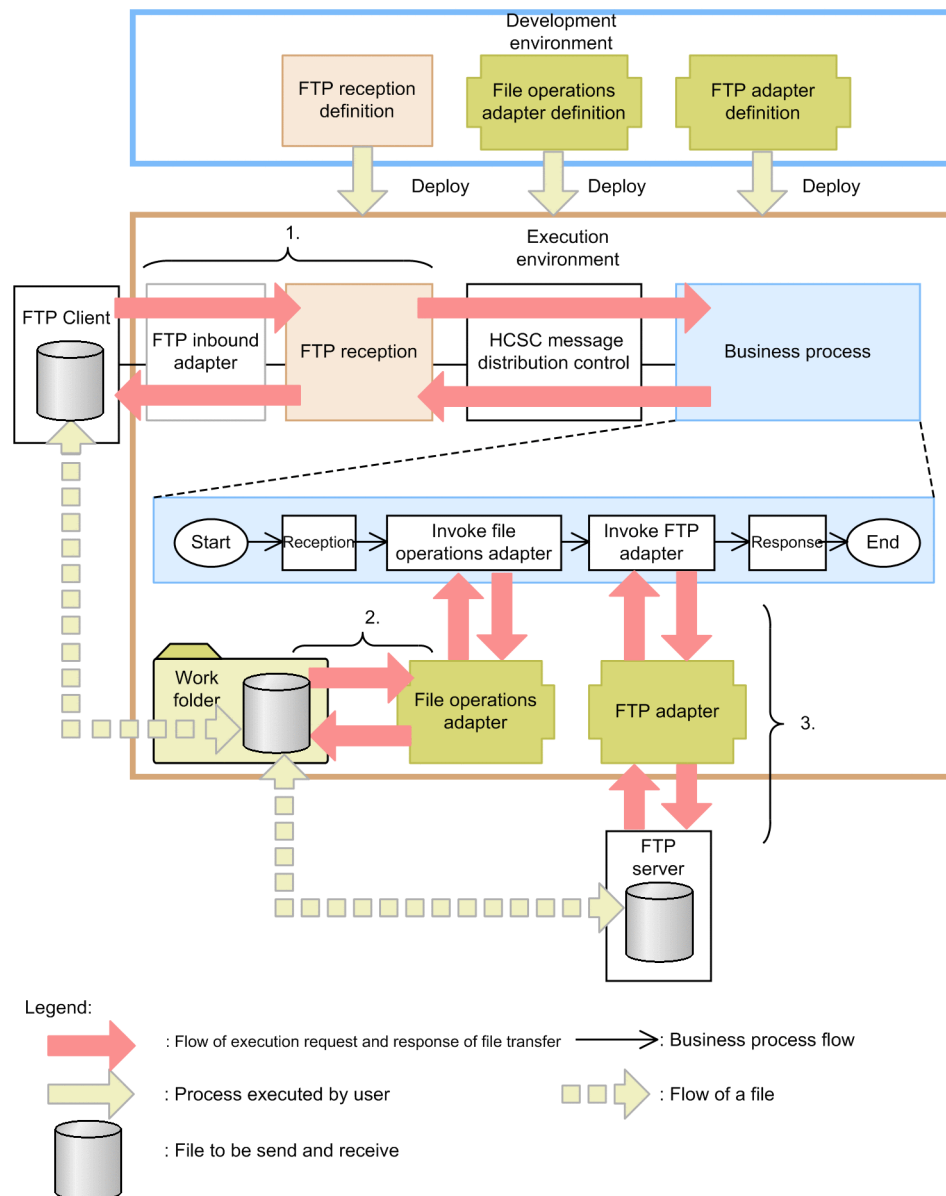 Development
environment
FTP reception
definition
File operations
adapter definition
FTP adapter
definition
Deploy
Deploy
Deploy
1.
Execution
environment
FTP Client
FTP inbound
adapter
FTP reception
HCSC message
distribution control
Business process
Start
Reception
Invoke file
operations adapter
Invoke FTP
adapter
Response
End
2.
Work
folder
File operations
adapter
FTP adapter
3.
FTP
server
Legend:
: Flow of execution request and response of file transfer
: Business process flow
: Process executed by user
: Flow of a file
: File to be send and receive